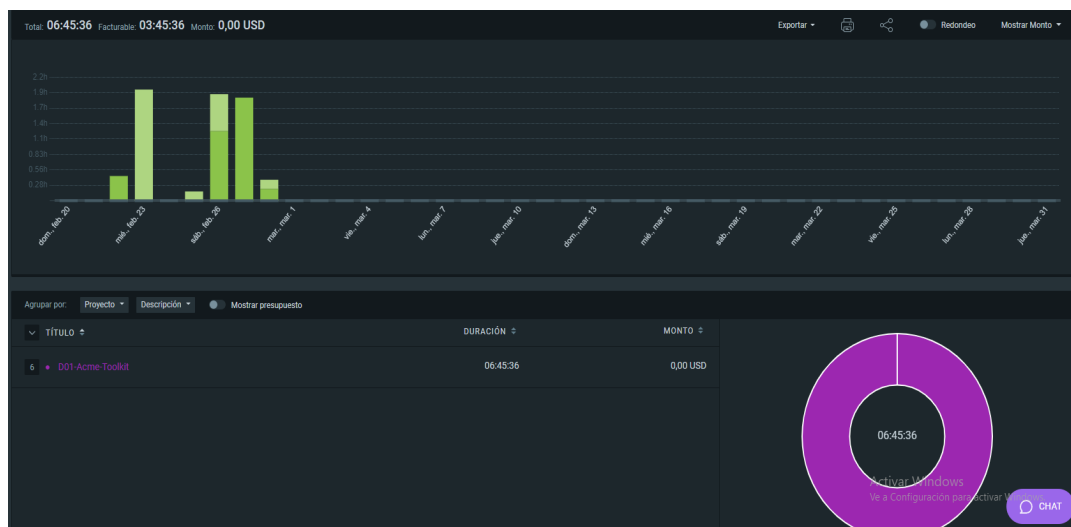 Total: 06:45:36 Facturable: 03:45:36 Monto: 0,00 USD
Exportar Redondeo Mostrar Monto
2.2h
1.9h
1.7h
1.4h
1.1h
0.83h
0.56h
0.28h
dom., feb. 20 mié., feb. 23 sáb., feb. 26 mar., mar. 1 vie., mar. 4 lun., mar. 7 jue., mar. 10 dom., mar. 13 mié., mar. 16 sáb., mar. 19 mar., mar. 22 vie., mar. 25 lun., mar. 28 jue., mar. 31
Agrupar por: Proyecto Descripción Mostrar presupuesto
TÍTULO DURACIÓN MONTO
6 D01-Acme-Toolkit 06:45:36 0,00 USD
06:45:36
Activar Windows
Ve a Configuración para activar Windows.
CHAT